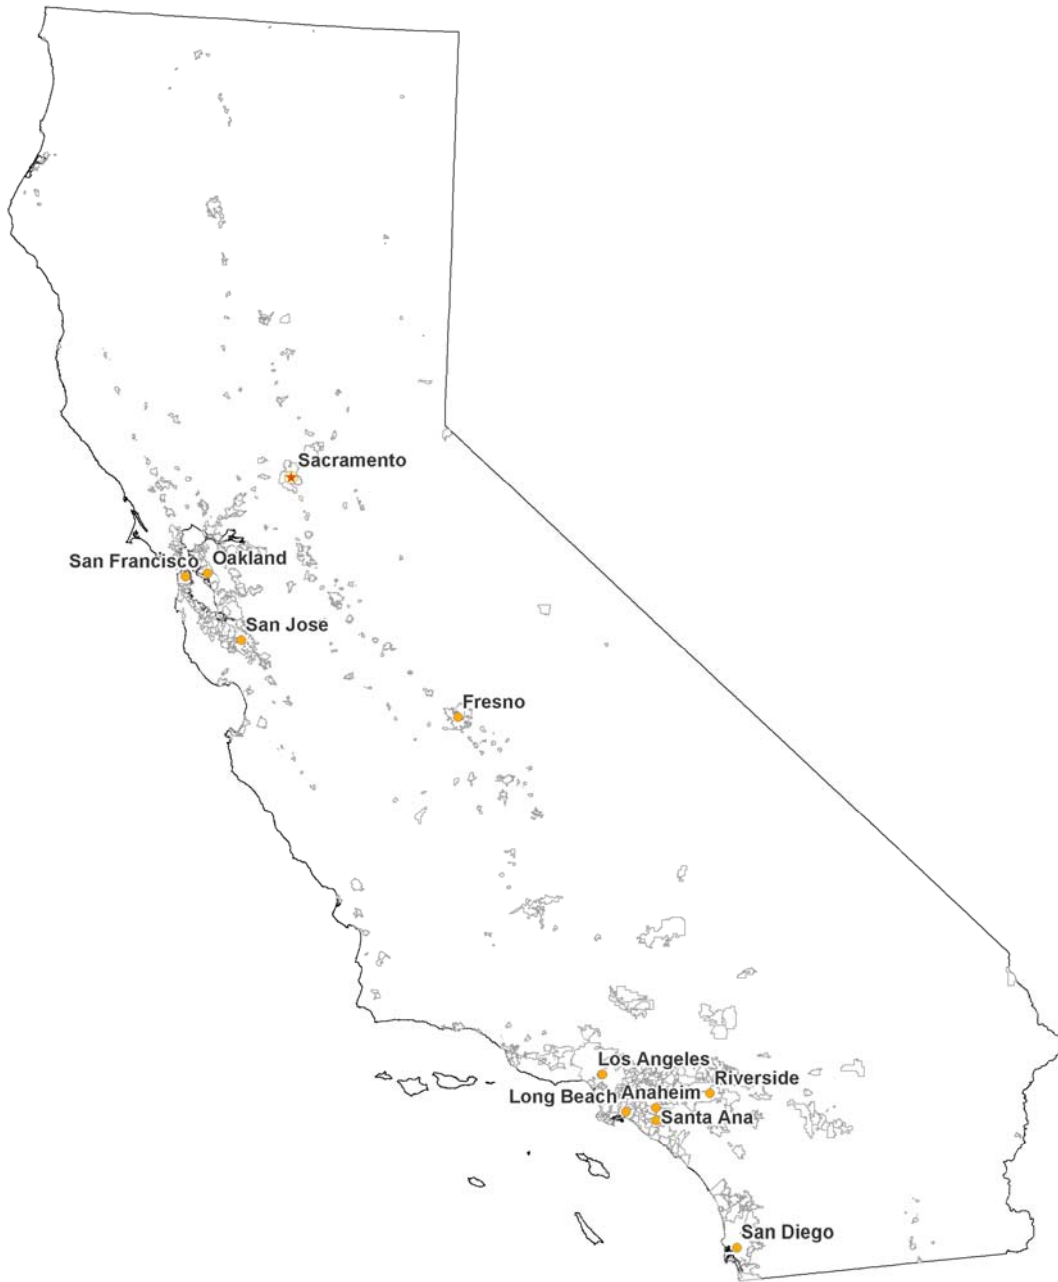 Sacramento
San Francisco
Oakland
San Jose
Fresno
Los Angeles
Riverside
Long Beach
Anaheim
Santa Ana
San Diego